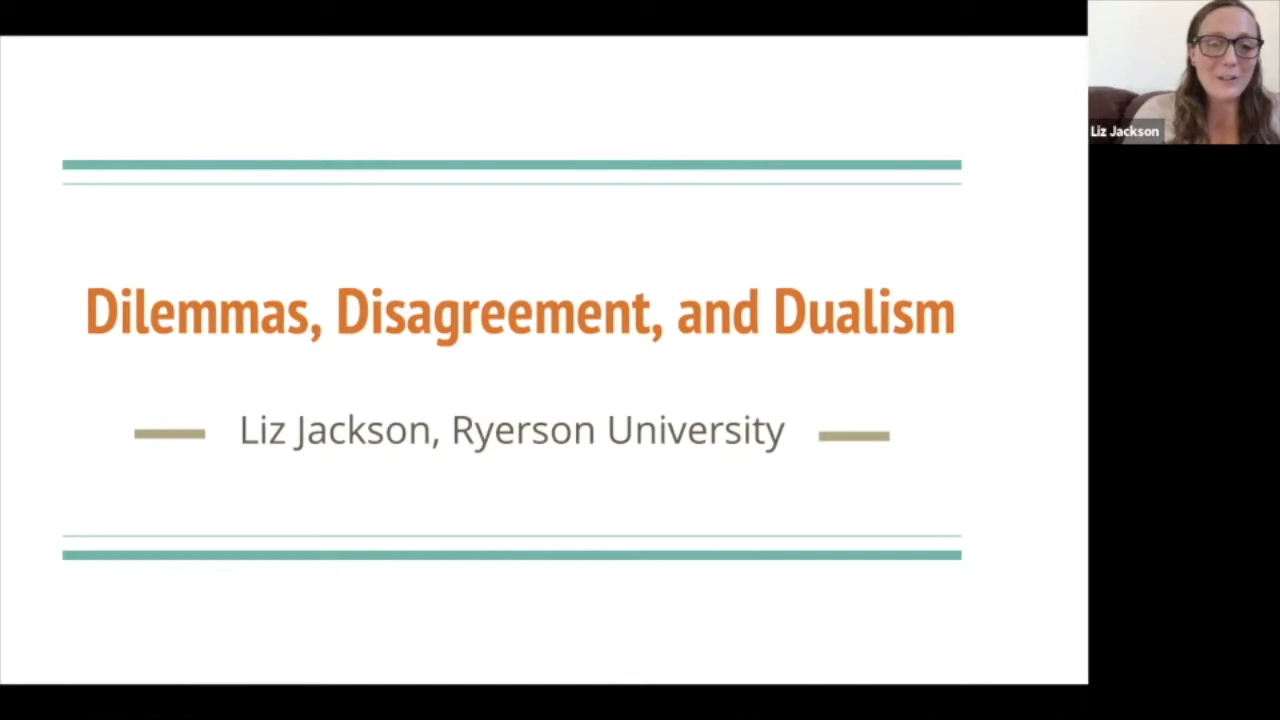 Dilemmas, Disagreement, and Dualism
Liz Jackson, Ryerson University
Liz Jackson